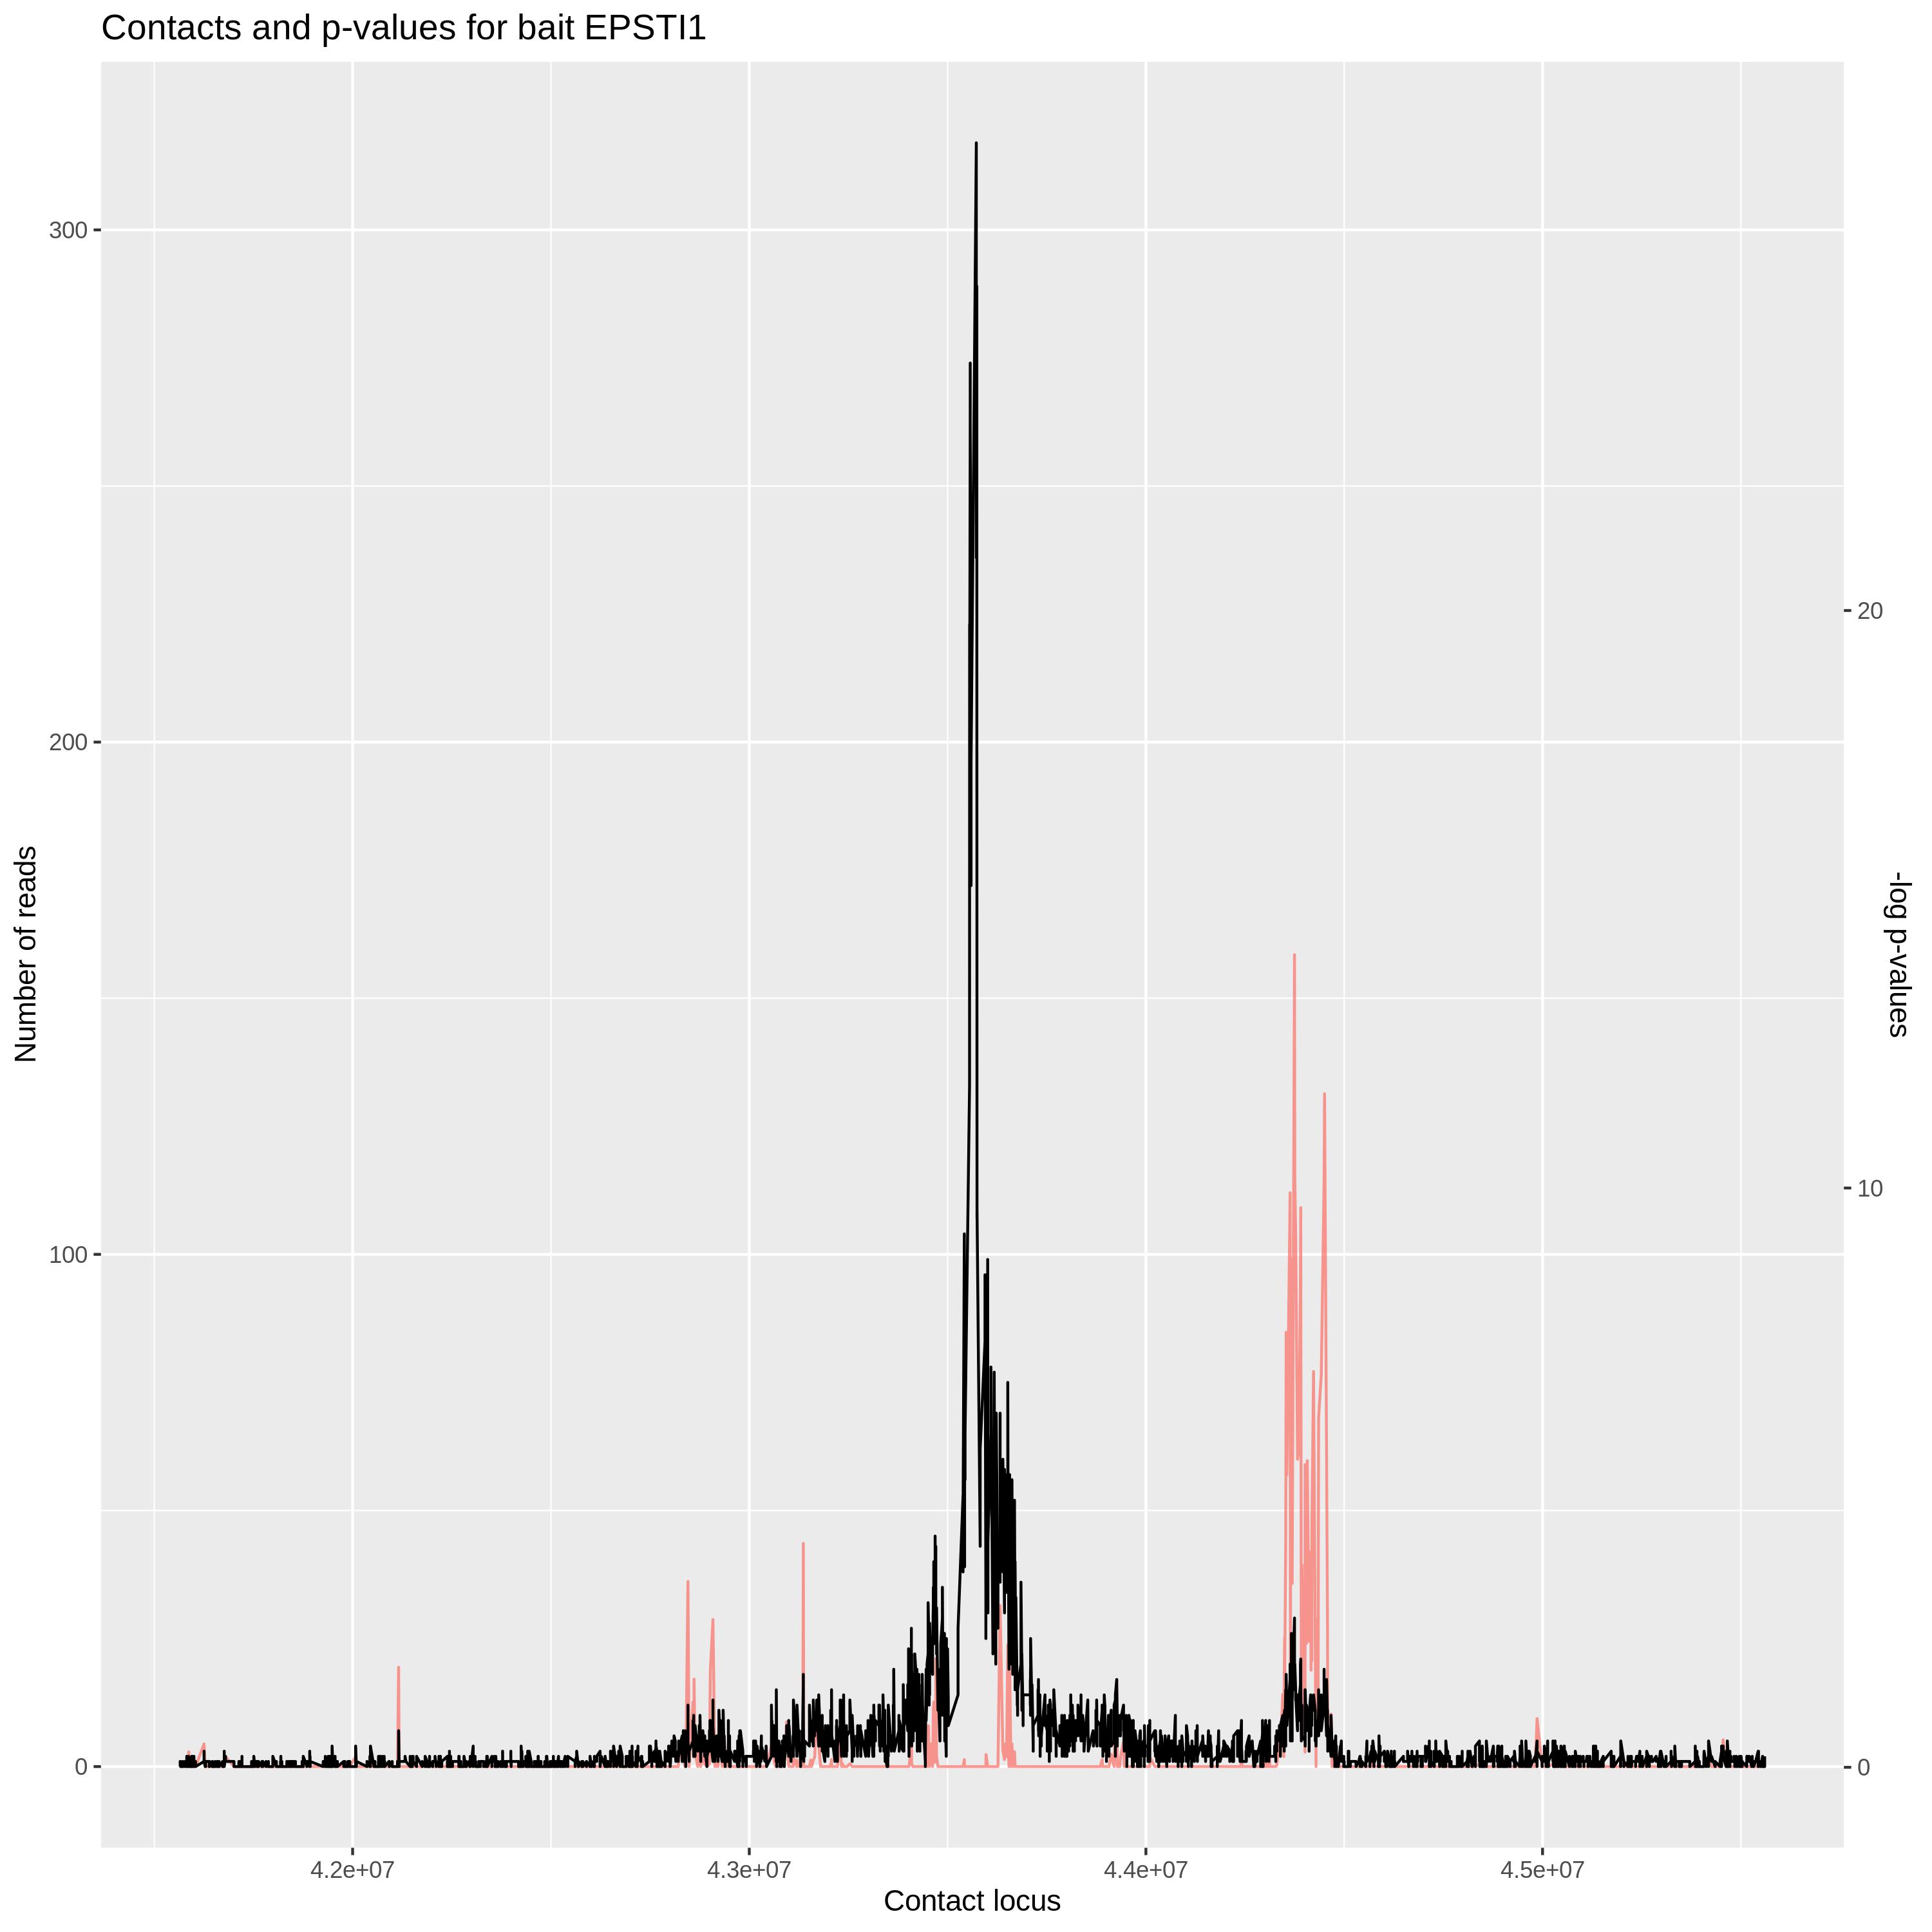 Contacts and p-values for bait EPSTI1
300
200
100
0
Number of reads
20
10
0
-log p-values
4.2e+07 4.3e+07 4.4e+07 4.5e+07
Contact locus